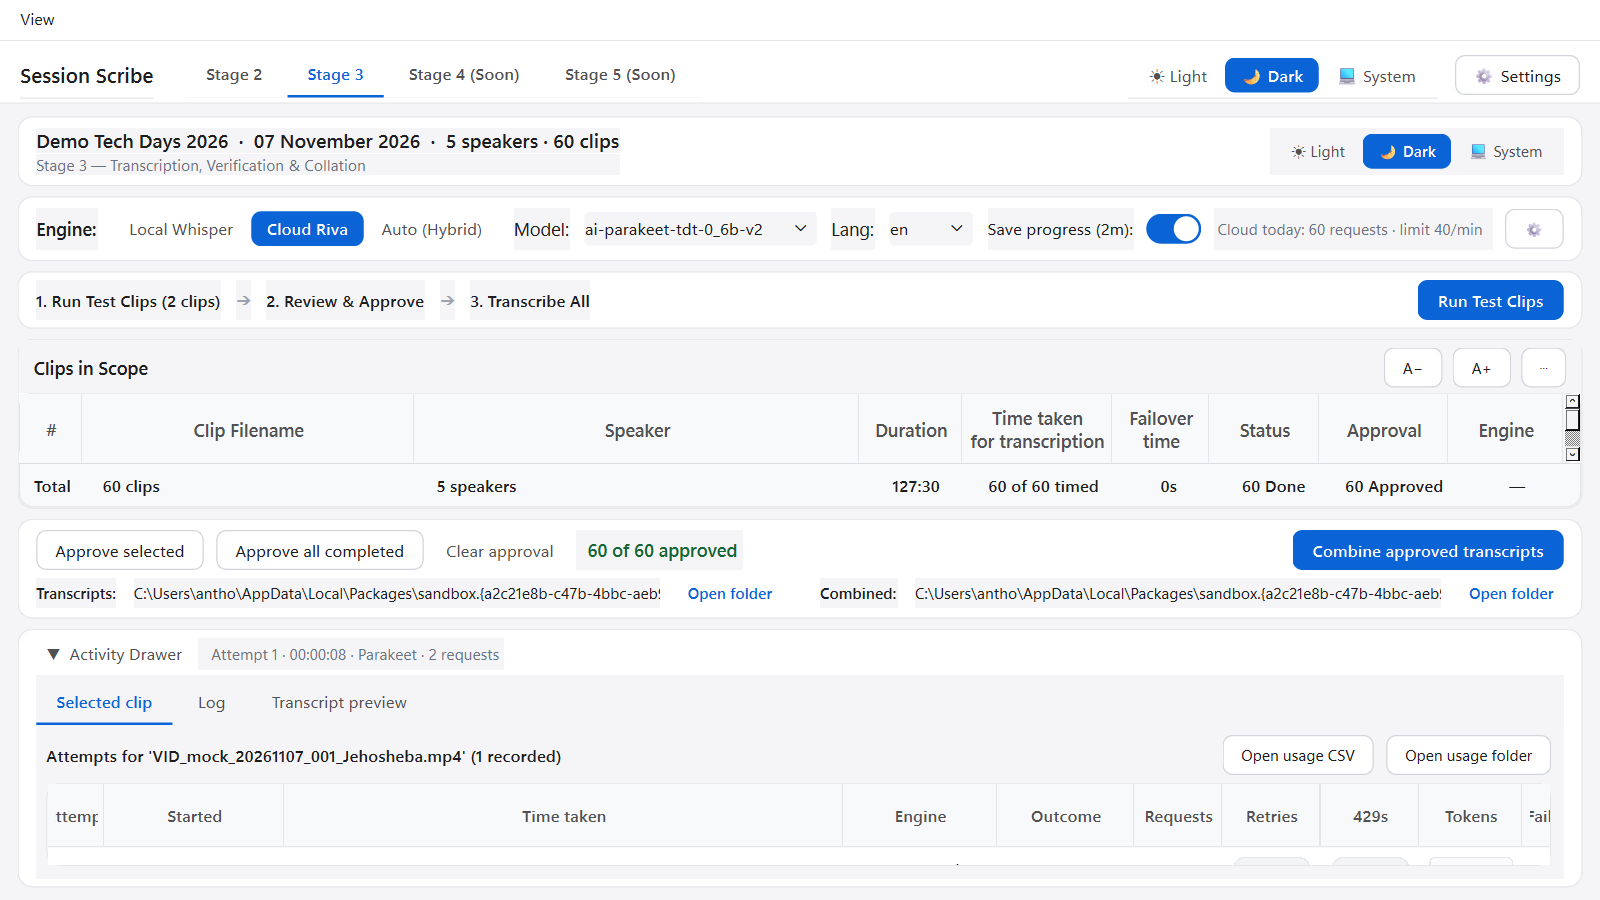 View
Session Scribe
Stage 2
Stage 3
Stage 4 (Soon)
Stage 5 (Soon)
Light
Dark
System
Settings
Demo Tech Days 2026 · 07 November 2026 · 5 speakers · 60 clips
Stage 3 — Transcription, Verification & Collation
Light
Dark
System
Engine:
Local Whisper
Cloud Riva
Auto (Hybrid)
Model:
ai-parakeet-tdt-0_6b-v2
Lang:
en
Save progress (2m):
Cloud today: 60 requests · limit 40/min
1. Run Test Clips (2 clips) → 2. Review & Approve → 3. Transcribe All
Run Test Clips
Clips in Scope
A−
A+
...
#
Clip Filename
Speaker
Duration
Time taken
for transcription
Failover
time
Status
Approval
Engine
Total
60 clips
5 speakers
127:30
60 of 60 timed
0s
60 Done
60 Approved
—
Approve selected
Approve all completed
Clear approval
60 of 60 approved
Combine approved transcripts
Transcripts:
C:\Users\antho\AppData\Local\Packages\sandbox.{a2c21e8b-c47b-4bbc-aeb
Open folder
Combined:
C:\Users\antho\AppData\Local\Packages\sandbox.{a2c21e8b-c47b-4bbc-aeb
Open folder
▼ Activity Drawer
Attempt 1 · 00:00:08 · Parakeet · 2 requests
Selected clip
Log
Transcript preview
Attempts for 'VID_mock_20261107_001_Jehosheba.mp4' (1 recorded)
Open usage CSV
Open usage folder
ttemp
Started
Time taken
Engine
Outcome
Requests
Retries
429s
Tokens
Fail